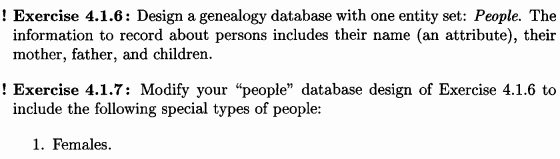 ! Exercise 4.1.6: Design a genealogy database with one entity set: People. The
information to record about persons includes their name (an attribute), their
mother, father, and children.
! Exercise 4.1.7: Modify your “people” database design of Exercise 4.1.6 to
include the following special types of people:
1. Females.